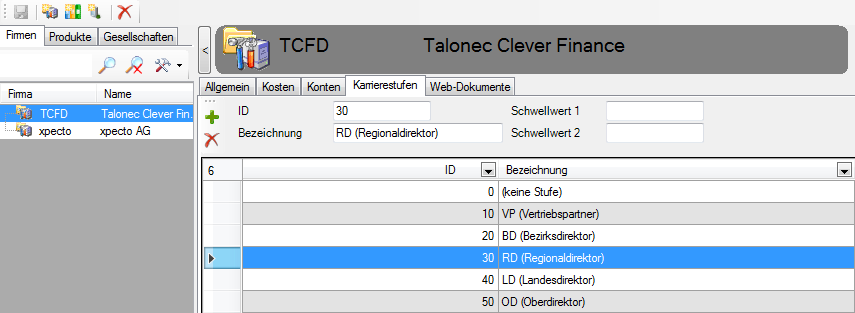 Firmen Produkte Gesellschaften
Firma Name
TCFD Talonec Clever Fin.
xpecto xpecto AG
TCFD Talonec Clever Finance
Allgemein Kosten Konten Karrierestufen Web-Dokumente
ID 30 Schwellwert 1
Bezeichnung RD (Regionaldirektor) Schwellwert 2
6 ID Bezeichnung
0 (keine Stufe)
10 VP (Vertriebspartner)
20 BD (Bezirksdirektor)
30 RD (Regionaldirektor)
40 LD (Landesdirektor)
50 OD (Oberdirektor)